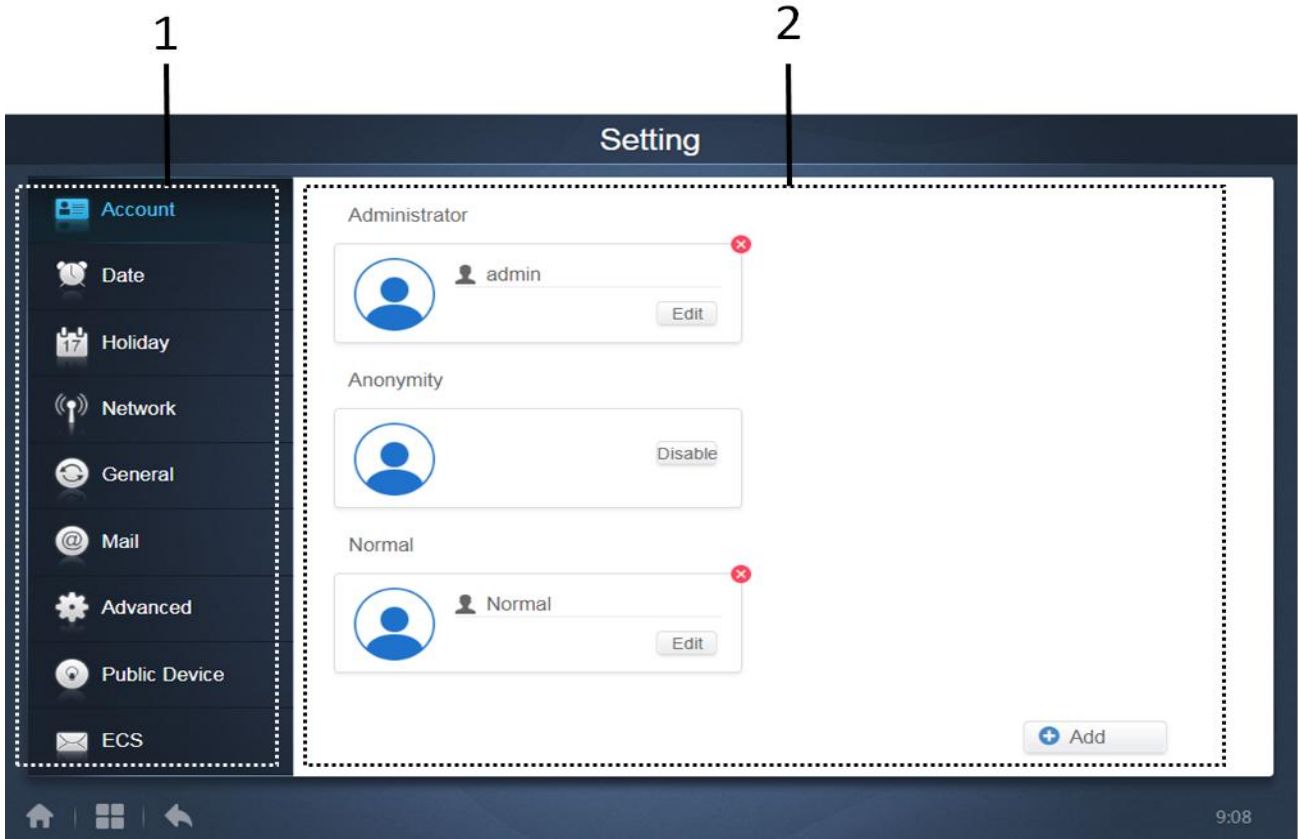 1
2
Setting
Account
Date
Holiday
17
Network
General
@
Mail
Advanced
Public Device
ECS
Administrator
admin
Edit
Anonymity
Disable
Normal
Normal
Edit
Add
9:08